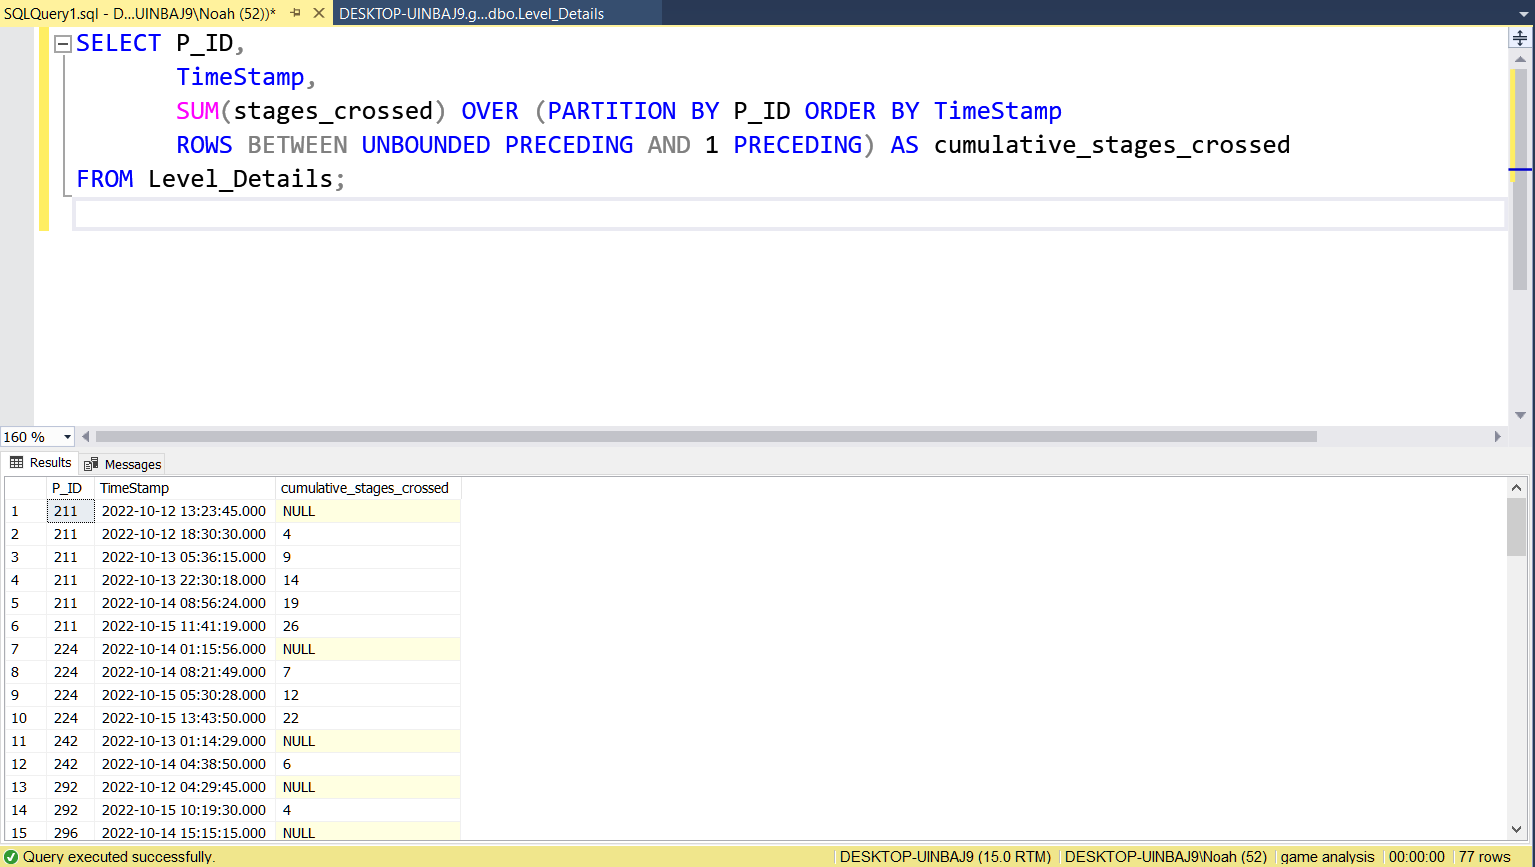 SQLQuery1.sql - D...UINBAJ9\Noah (52))* DESKTOP-UINBAJ9.g...dbo.Level_Details
SELECT P_ID,
TimeStamp,
SUM(stages_crossed) OVER (PARTITION BY P_ID ORDER BY TimeStamp
ROWS BETWEEN UNBOUNDED PRECEDING AND 1 PRECEDING) AS cumulative_stages_crossed
FROM Level_Details;
160 %
Results Messages
P_ID TimeStamp cumulative_stages_crossed
1 211 2022-10-12 13:23:45.000 NULL
2 211 2022-10-12 18:30:30.000 4
3 211 2022-10-13 05:36:15.000 9
4 211 2022-10-13 22:30:18.000 14
5 211 2022-10-14 08:56:24.000 19
6 211 2022-10-15 11:41:19.000 26
7 224 2022-10-14 01:15:56.000 NULL
8 224 2022-10-14 08:21:49.000 7
9 224 2022-10-15 05:30:28.000 12
10 224 2022-10-15 13:43:50.000 22
11 242 2022-10-13 01:14:29.000 NULL
12 242 2022-10-14 04:38:50.000 6
13 292 2022-10-12 04:29:45.000 NULL
14 292 2022-10-15 10:19:30.000 4
15 296 2022-10-14 15:15:15.000 NULL
Query executed successfully. DESKTOP-UINBAJ9 (15.0 RTM) DESKTOP-UINBAJ9\Noah (52) game analysis 00:00:00 77 rows